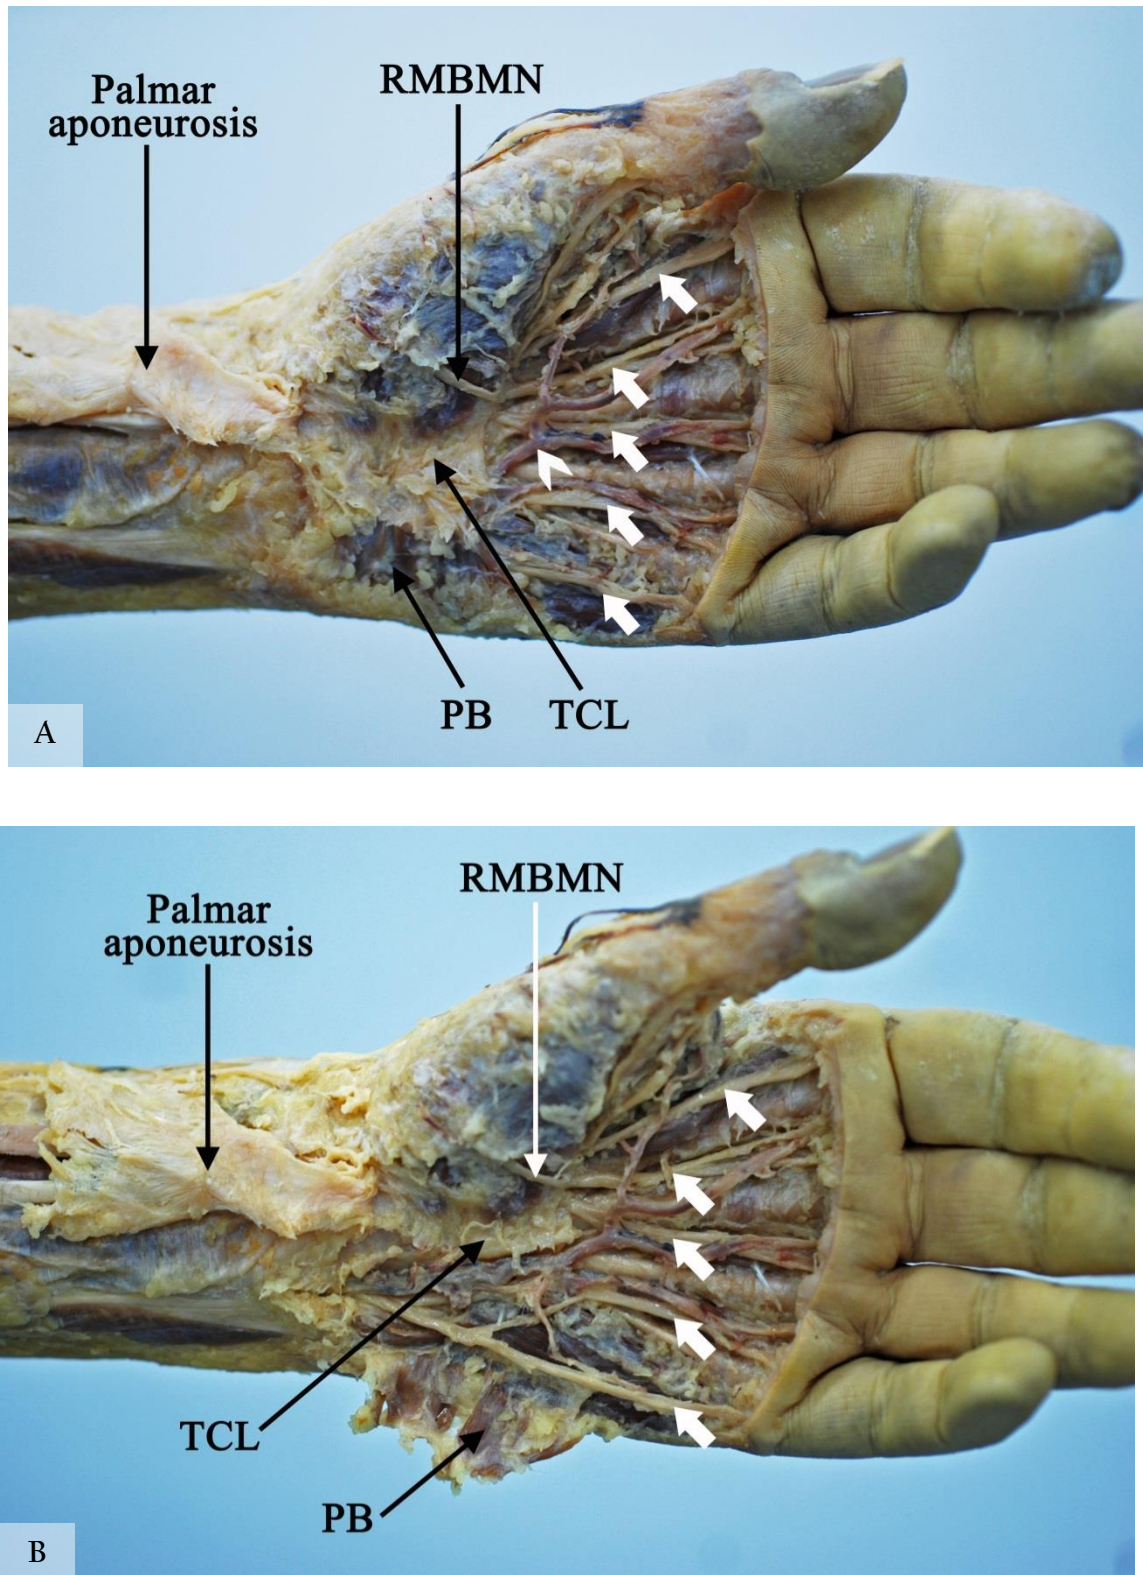 Palmar
aponeurosis
RMBMN
PB
TCL
A
RMBMN
Palmar
aponeurosis
TCL
PB
B